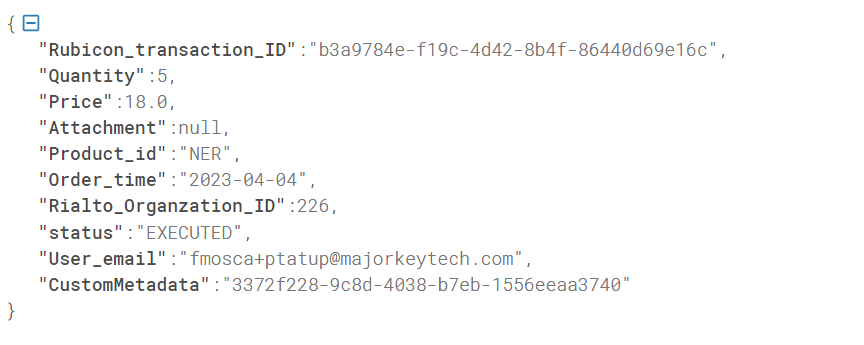 {
"Rubicon_transaction_ID":"b3a9784e-f19c-4d42-8b4f-86440d69e16c",
"Quantity":5,
"Price":18.0,
"Attachment":null,
"Product_id":"NER",
"Order_time":"2023-04-04",
"Rialto_Organzation_ID":226,
"status":"EXECUTED",
"User_email":"fmosca+ptatup@majorkeytech.com",
"CustomMetadata":"3372f228-9c8d-4038-b7eb-1556eeaa3740"
}